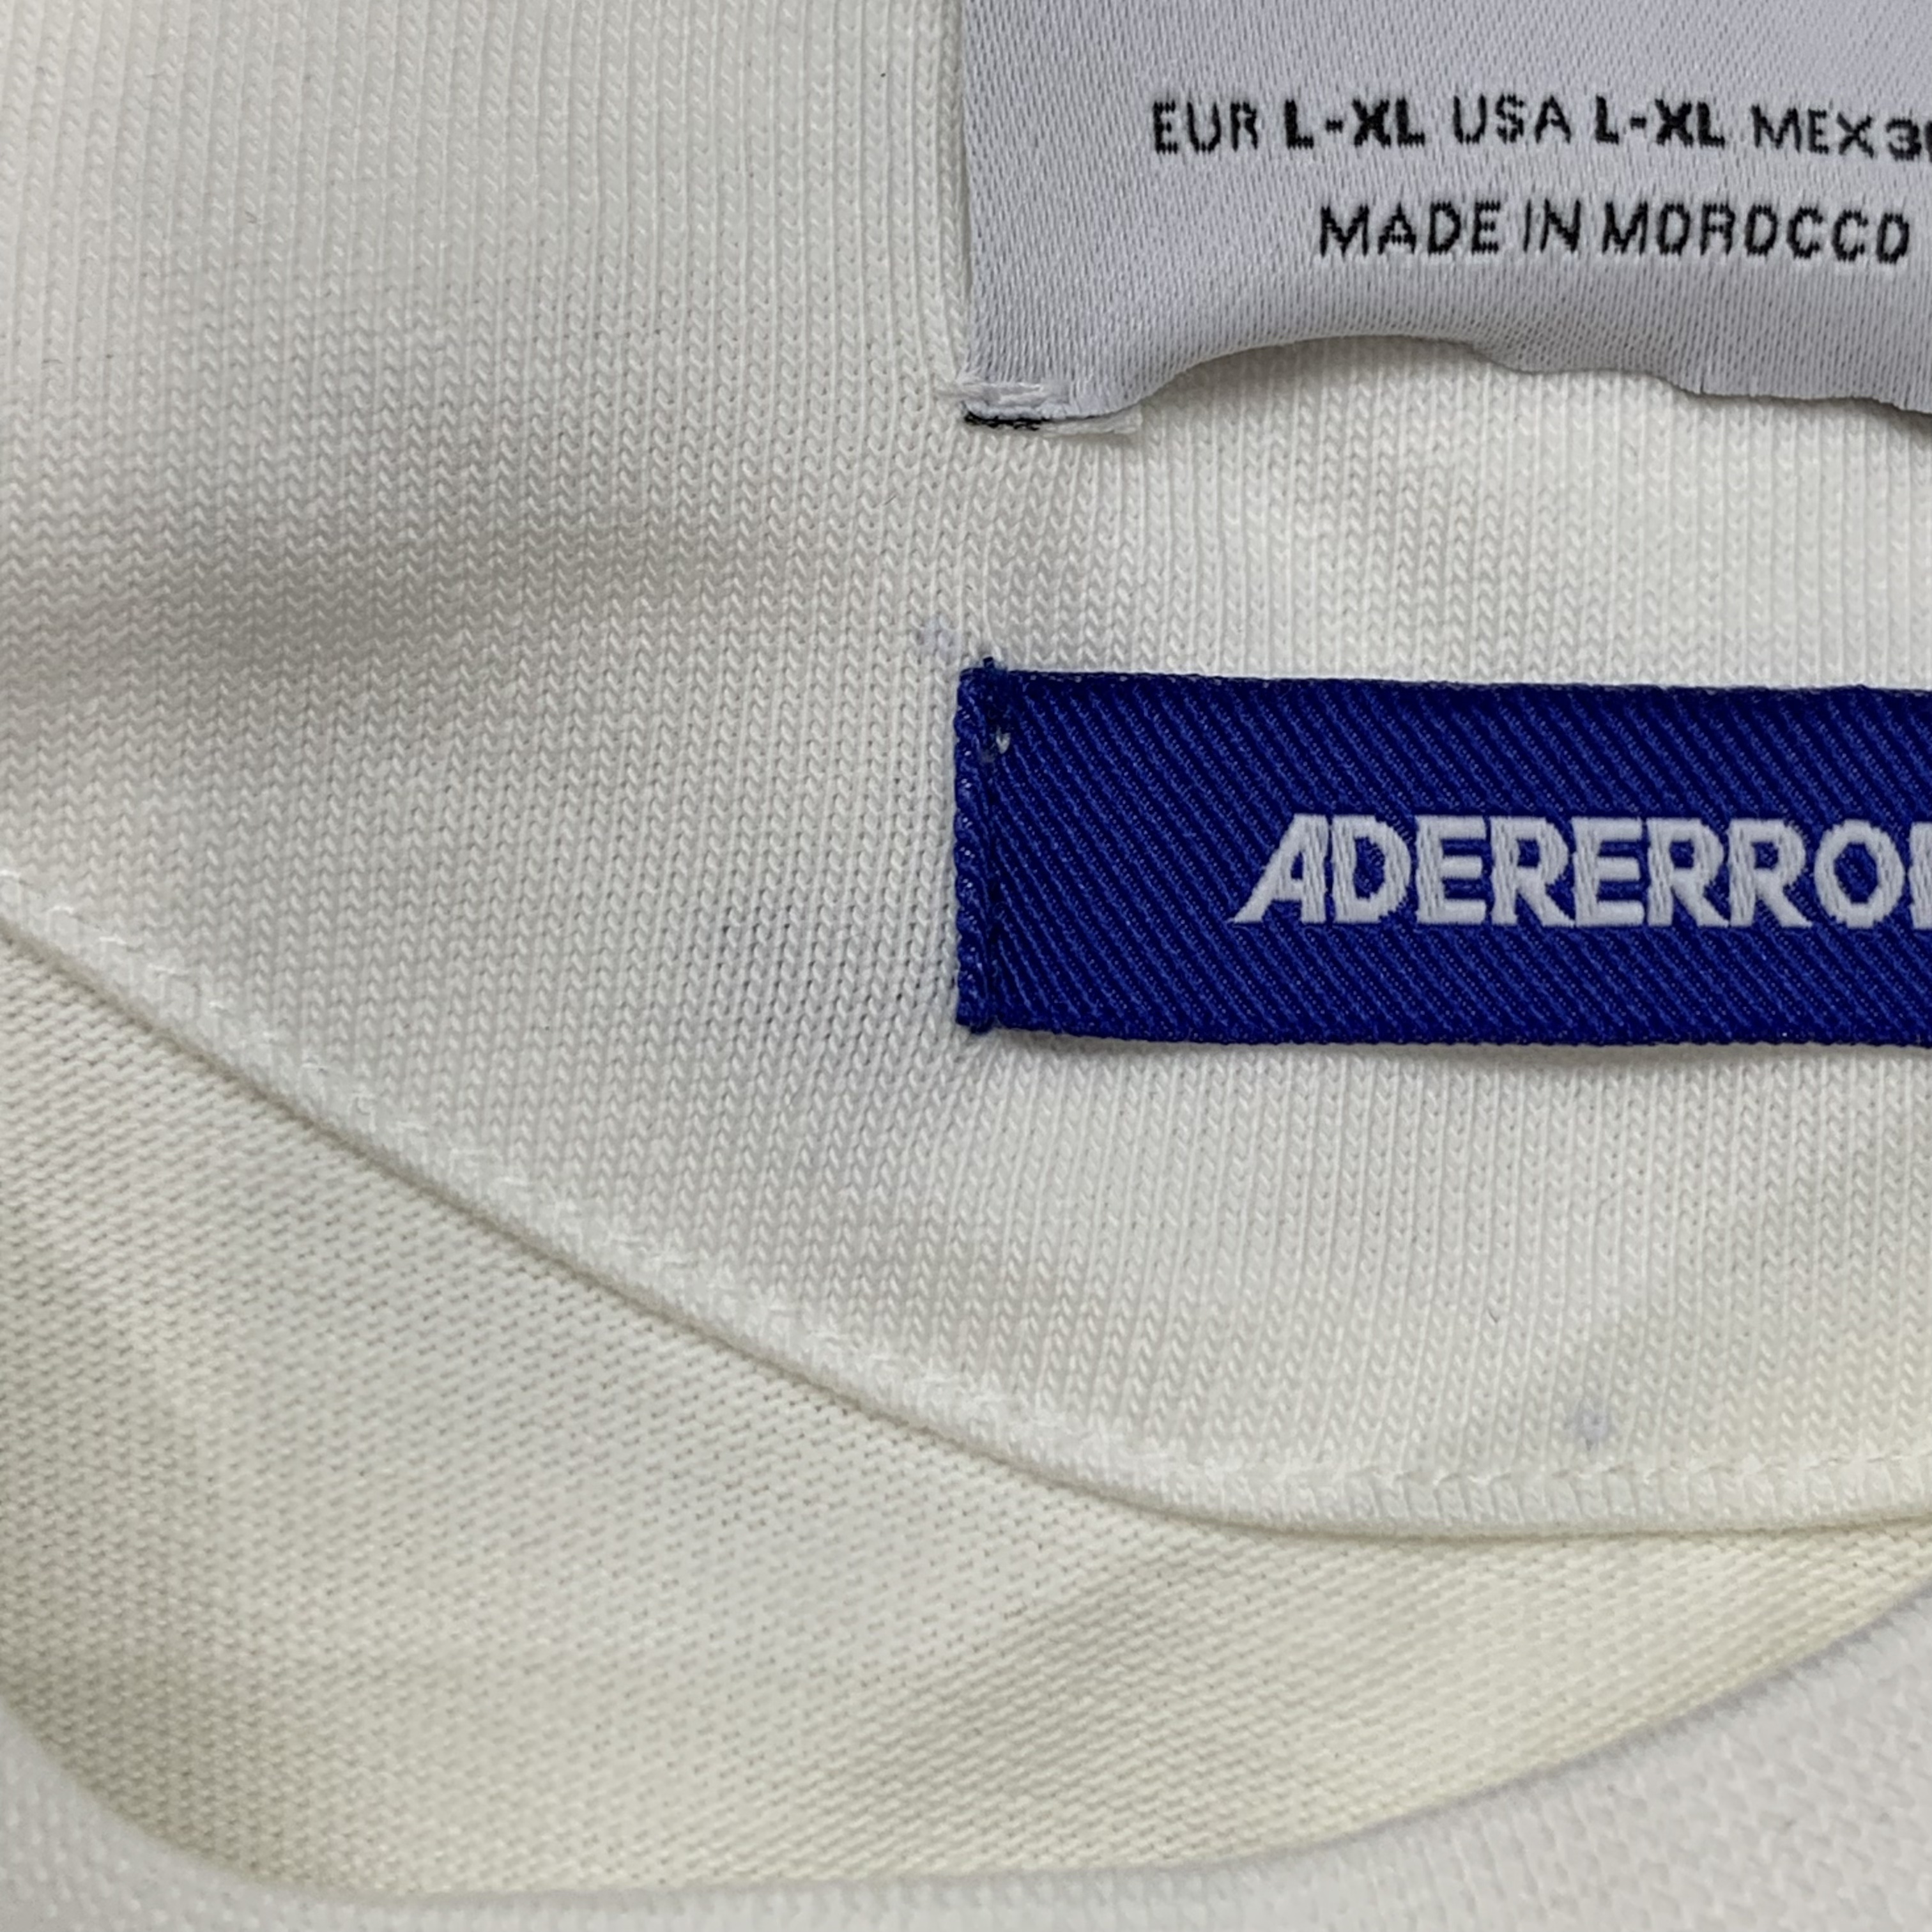 EUR L-XL USA L-XL MEX
MADE IN MOROCCO
ADERERRO